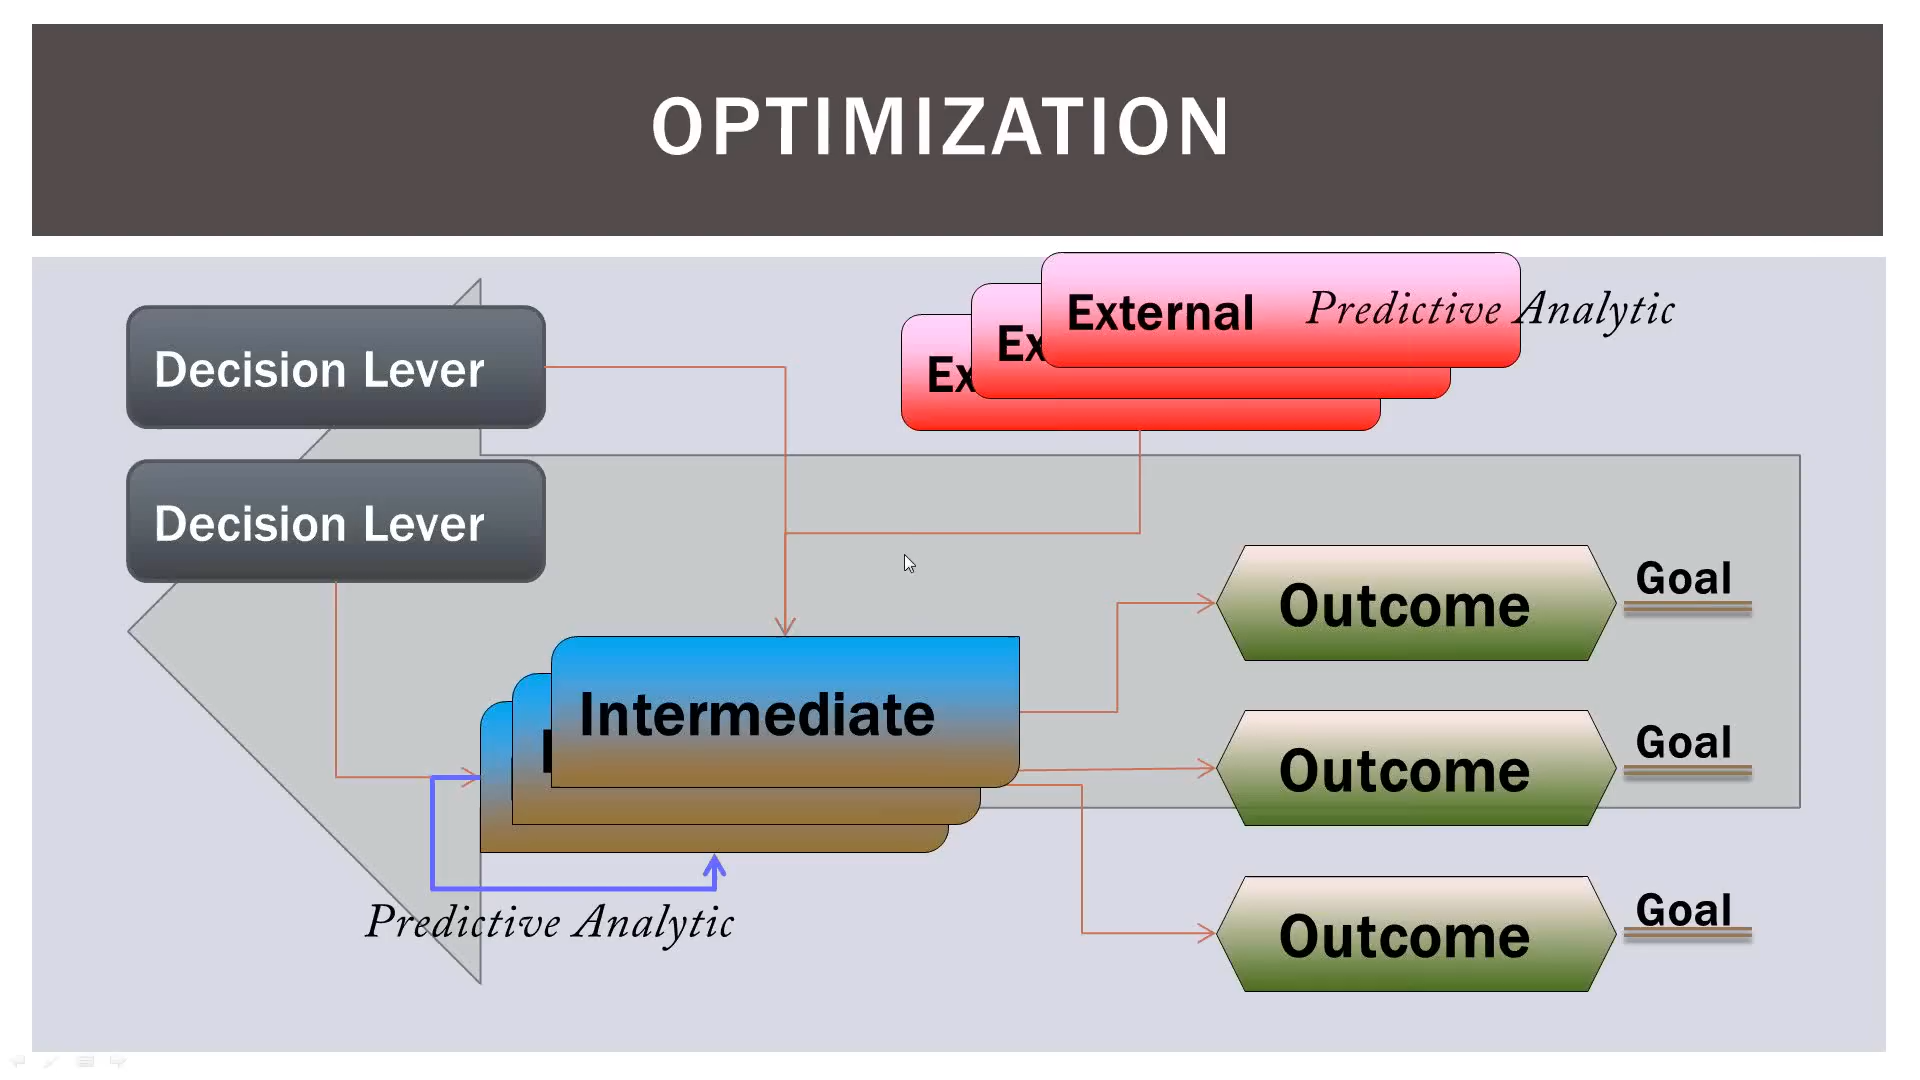 OPTIMIZATION
External
Predictive Analytic
Ex
Ex
Decision Lever
Decision Lever
Outcome
Goal
Intermediate
Outcome
Goal
Predictive Analytic
Outcome
Goal